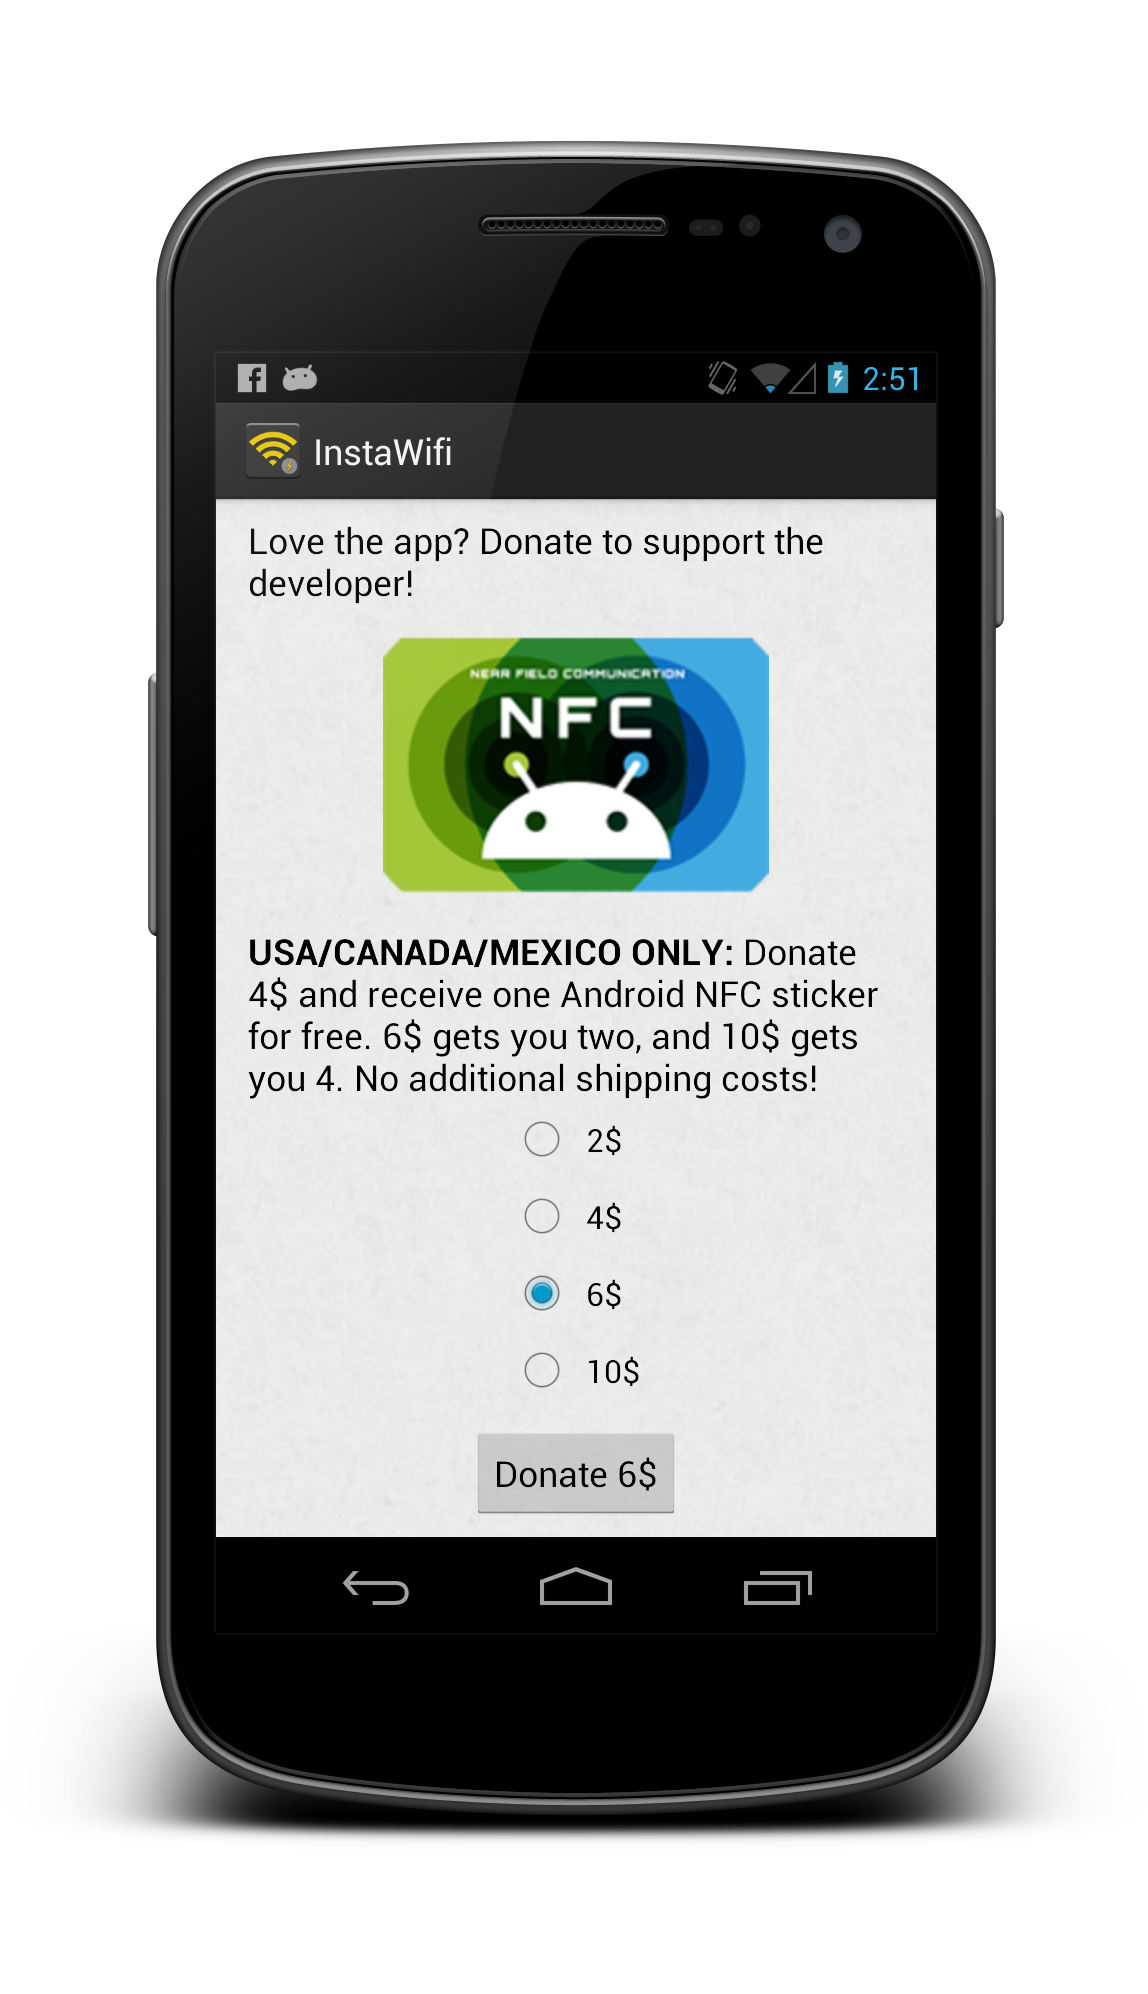 2:51
InstaWifi
Love the app? Donate to support the
developer!
NEAR FIELD COMMUNICATION
NFC
USA/CANADA/MEXICO ONLY: Donate
4$ and receive one Android NFC sticker
for free. 6$ gets you two, and 10$ gets
you 4. No additional shipping costs!
2$
4$
6$
10$
Donate 6$